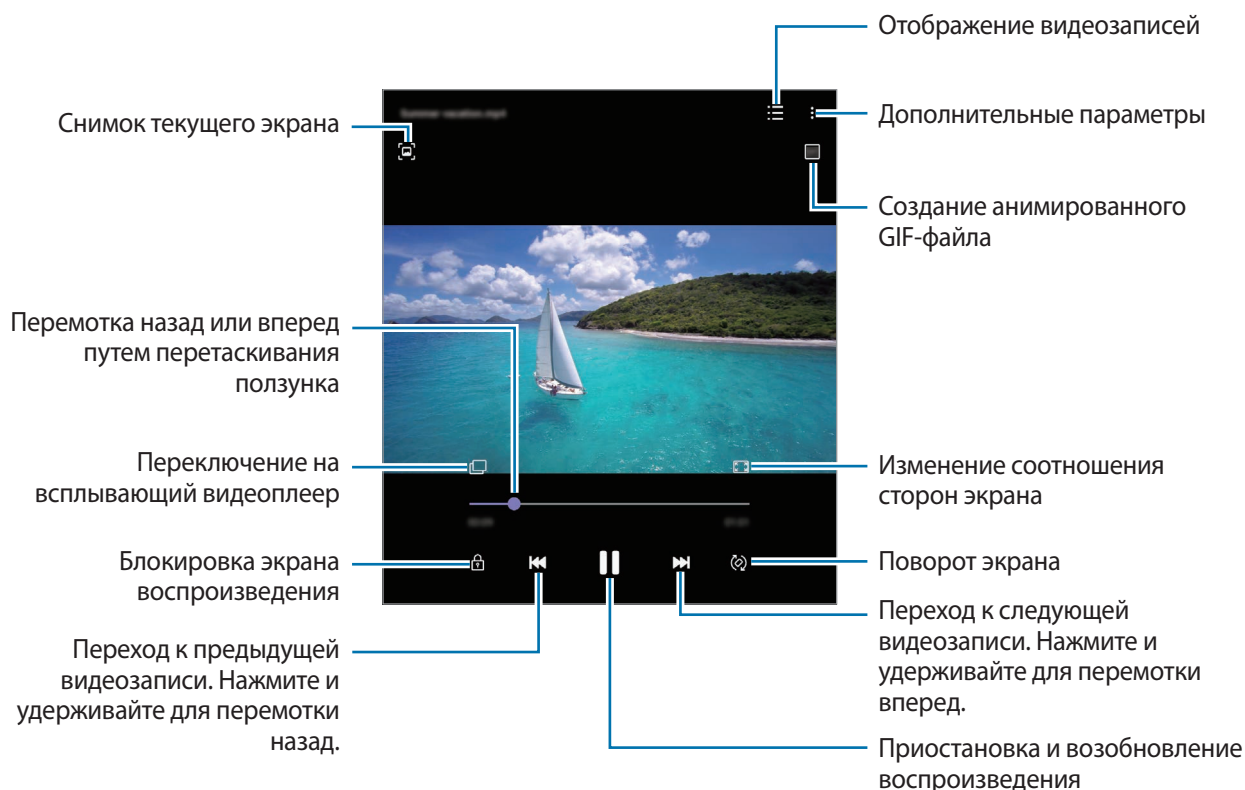 Отображение видеозаписей
Снимок текущего экрана
Дополнительные параметры
Создание анимированного
GIF-файла
Перемотка назад или вперед
путем перетаскивания
ползунка
Переключение на
всплывающий видеоплеер
Изменение соотношения
сторон экрана
Блокировка экрана
воспроизведения
Поворот экрана
Переход к предыдущей
видеозаписи. Нажмите и
удерживайте для перемотки
назад.
Переход к следующей
видеозаписи. Нажмите и
удерживайте для перемотки
вперед.
Приостановка и возобновление
воспроизведения